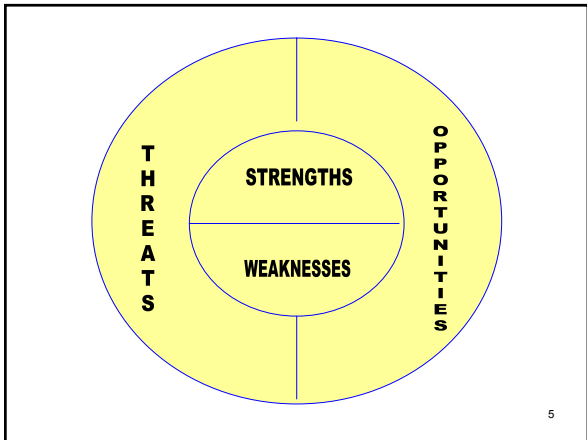 THREATS
STRENGTHS
WEAKNESSES
OPPORTUNITIES
5